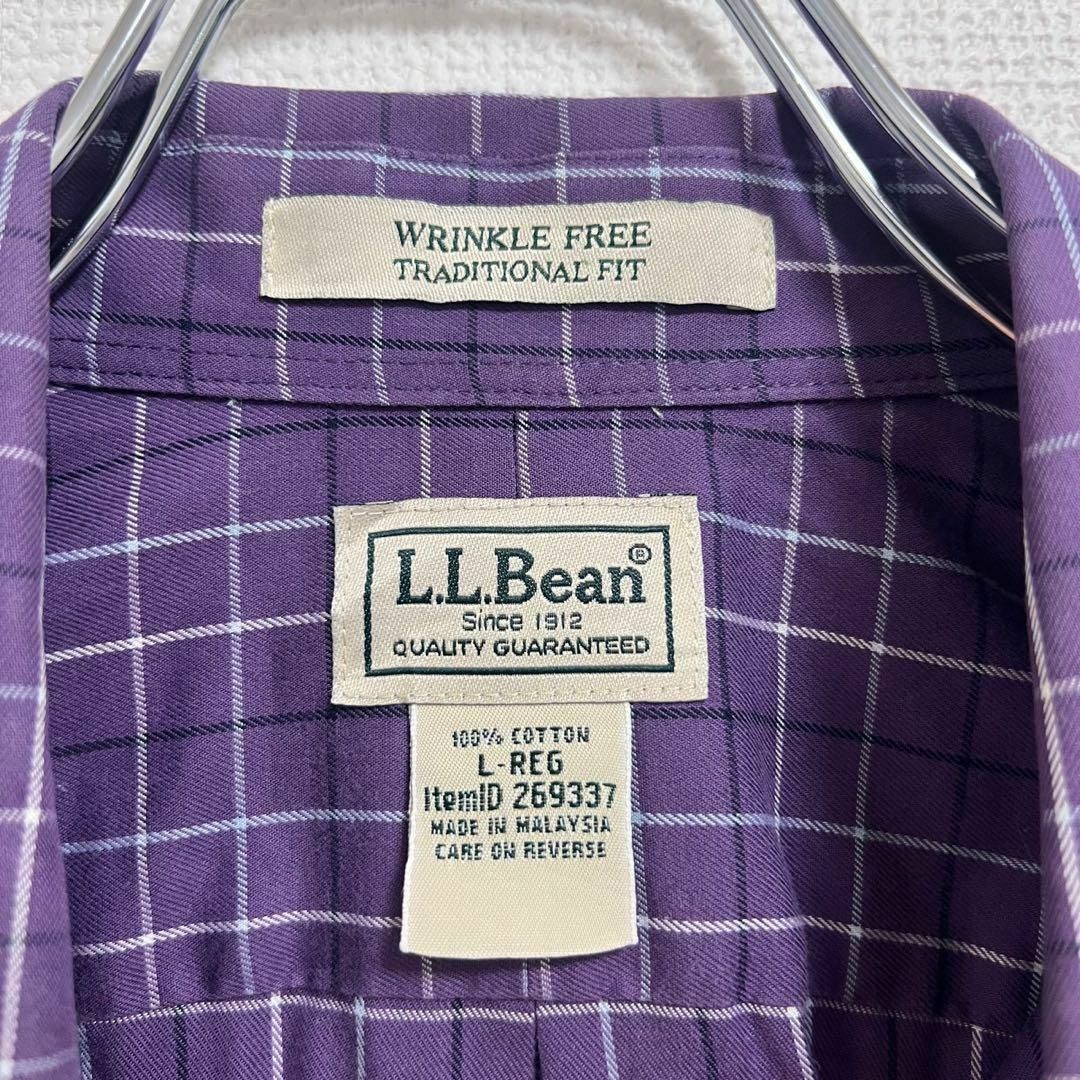 WRINKLE FREE
TRADITIONAL FIT
L.L.Bean®
Since 1912
QUALITY GUARANTEED
100% COTTON
L-REG
ItemID 269337
MADE IN MALAYSIA
CARE ON REVERSE